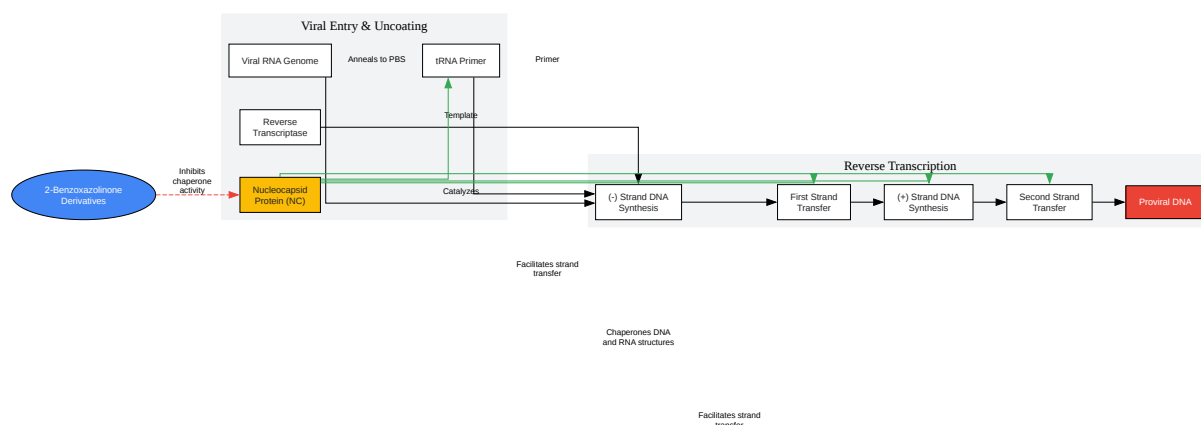 Viral Entry & Uncoating
Viral RNA Genome
Anneals to PBS
tRNA Primer
Primer
Template
Reverse
Transcriptase
Reverse Transcription
Inhibits
chaperone
activity
2-Benzoxazolinone
Derivatives
Nucleocapsid
Protein (NC)
Catalyzes
(-) Strand DNA
Synthesis
First Strand
Transfer
(+) Strand DNA
Synthesis
Second Strand
Transfer
Proviral DNA
Facilitates strand
transfer
Chaperones DNA
and RNA structures
Facilitates strand
transfer